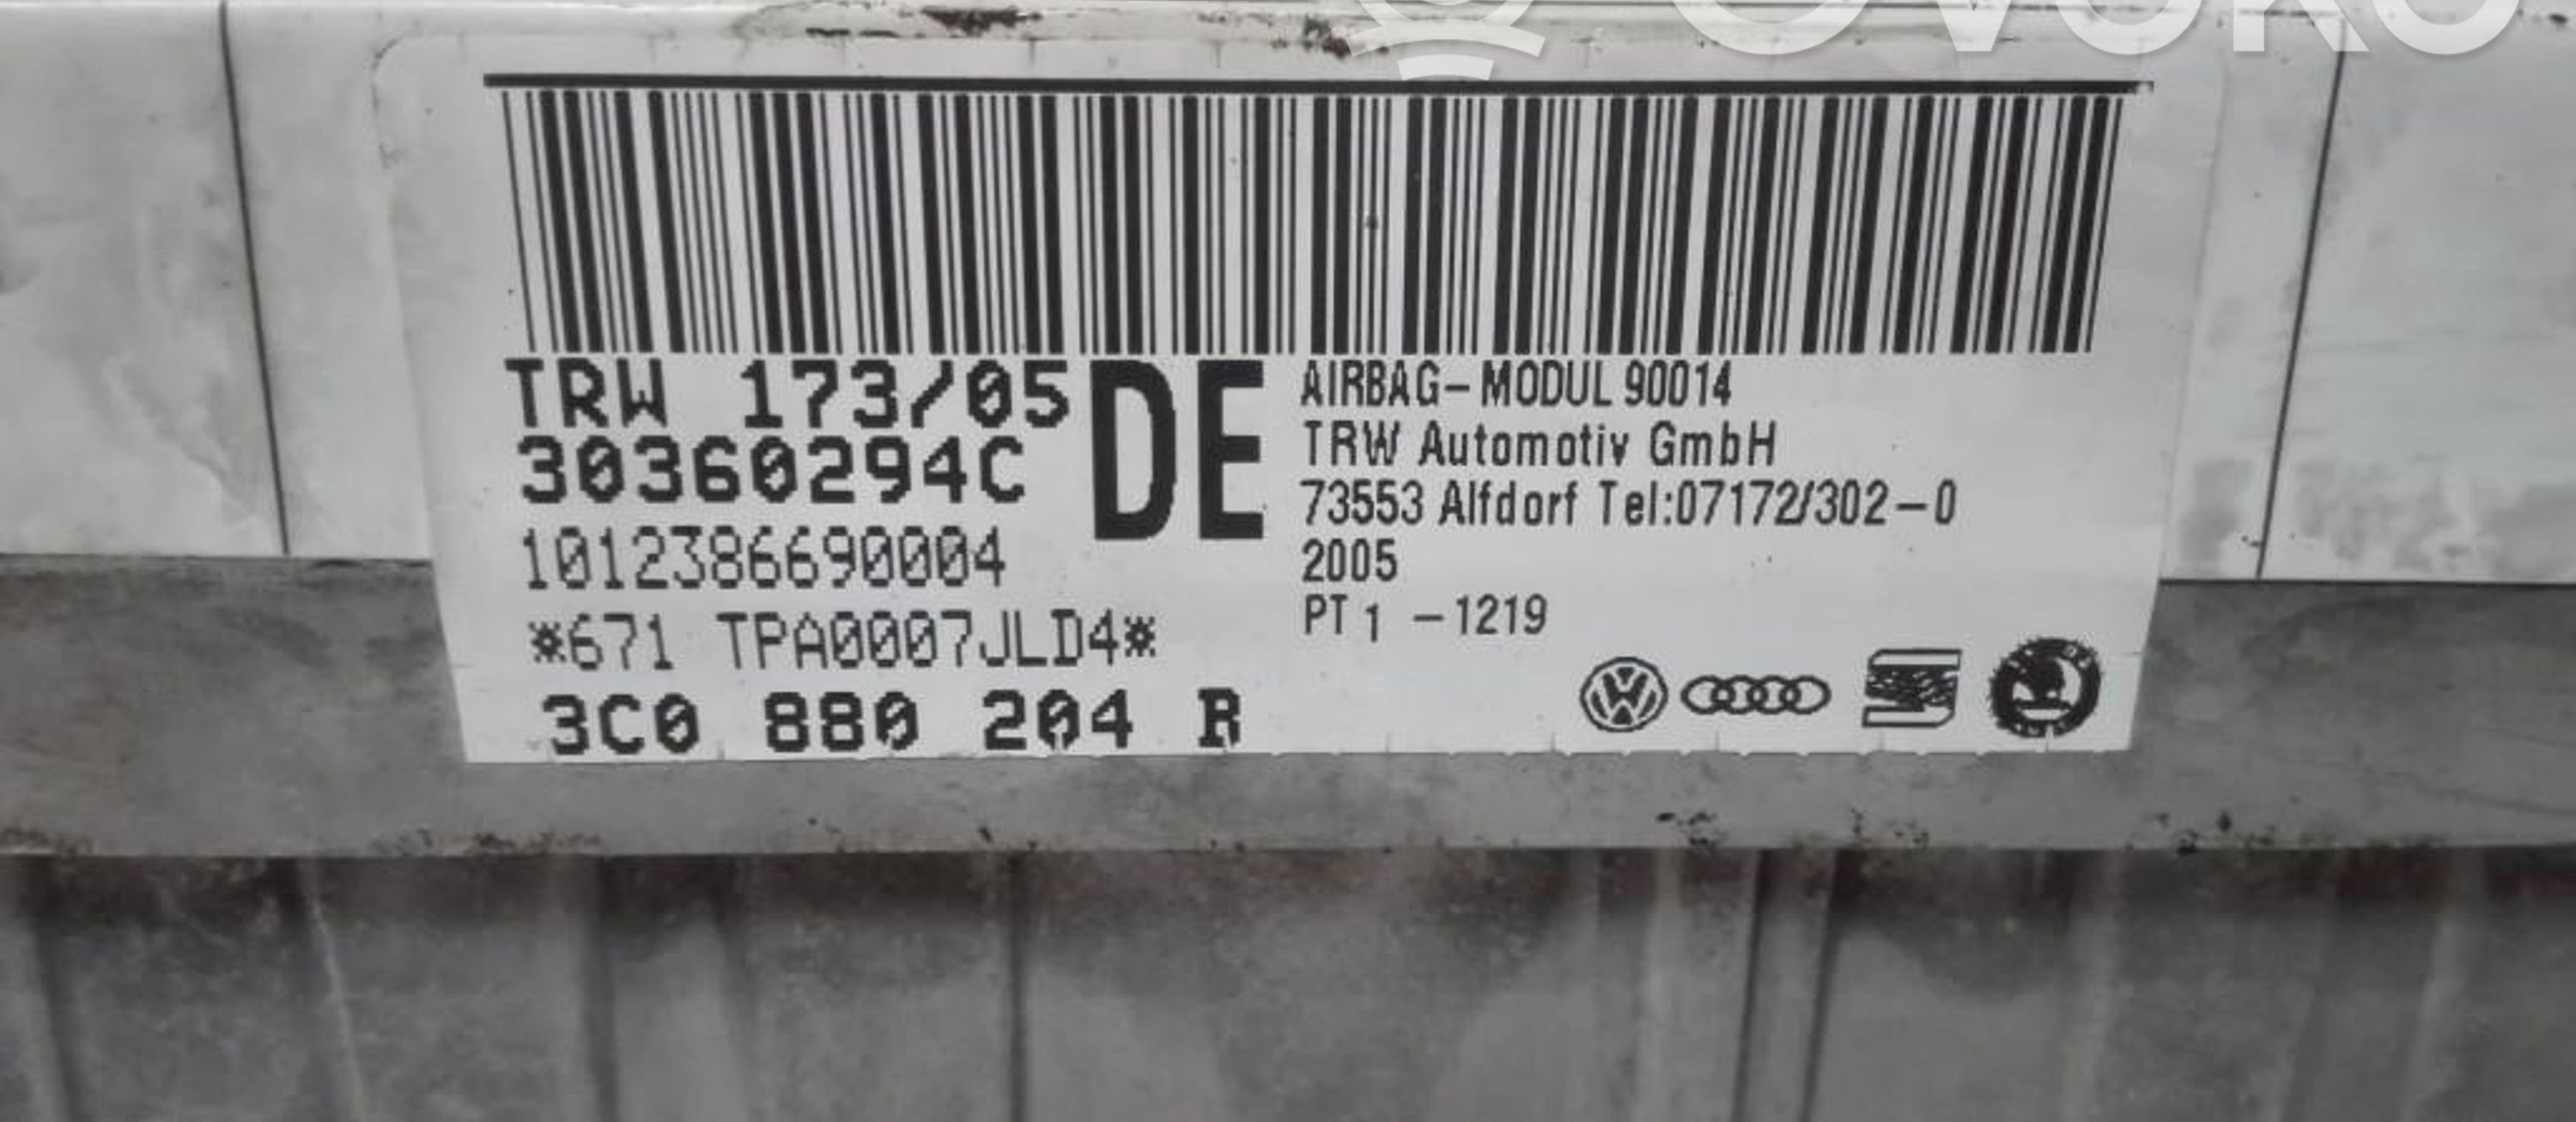 OVOKO
TRW 173/05
30360294C
DE
1012386690004
*671 TPA0007JLD4*
3C0 880 204 R
AIRBAG-MODUL 90014
TRW Automotiv GmbH
73553 Alfdorf Tel:07172/302-0
2005
PT 1 -1219